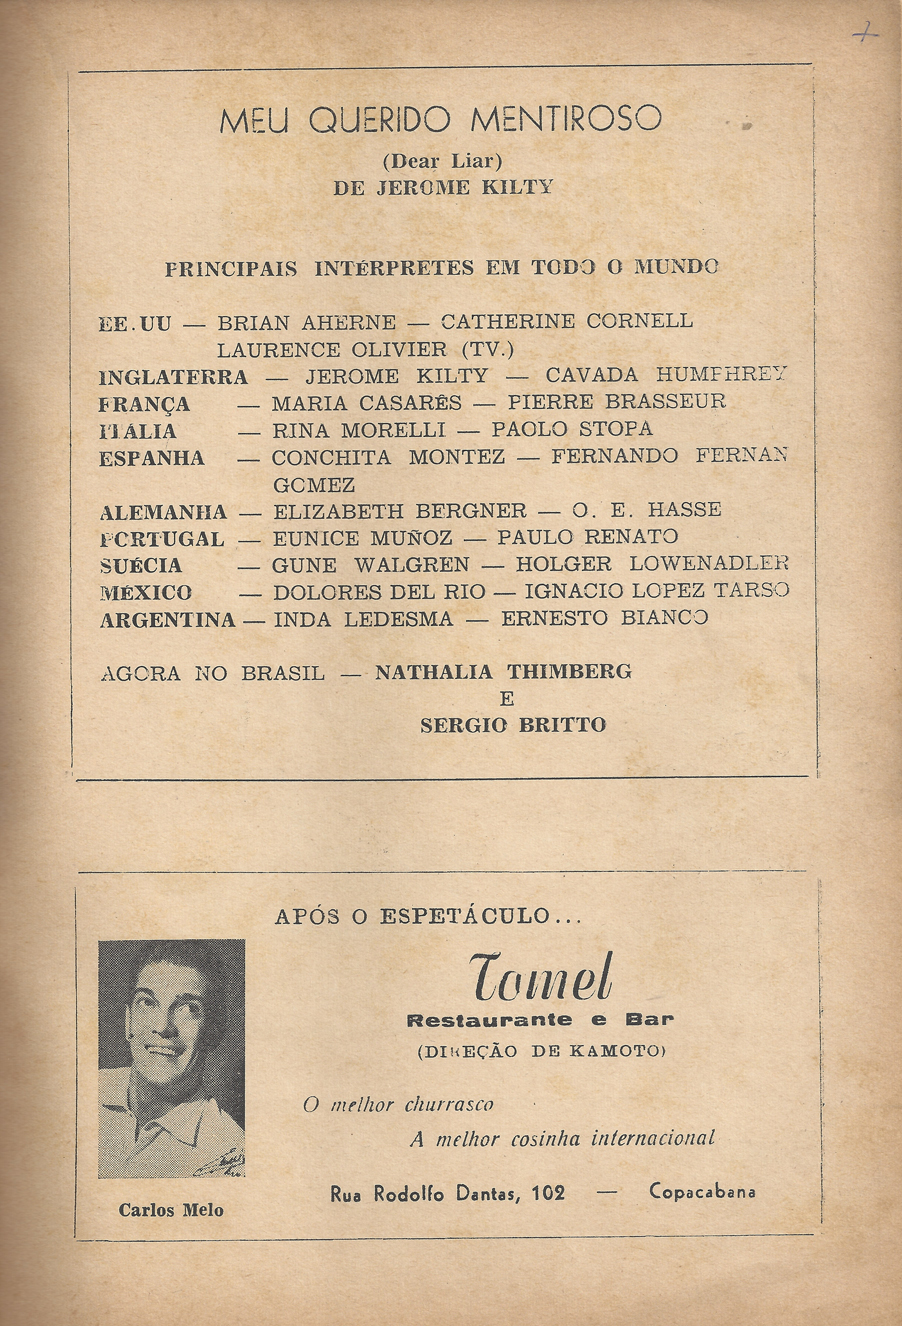 MEU QUERIDO MENTIROSO
(Dear Liar)
DE JEROME KILTY
PRINCIPAIS INTÉRPRETES EM TODO O MUNDO
EE.UU — BRIAN AHERNE — CATHERINE CORNELL
LAURENCE OLIVIER (TV.)
INGLATERRA — JEROME KILTY — CAVADA HUMPHREY
FRANÇA — MARIA CASARÊS — PIERRE BRASSEUR
ITÁLIA — RINA MORELLI — PAOLO STOPA
ESPANHA — CONCHITA MONTEZ — FERNANDO FERNAN
GOMEZ
ALEMANHA — ELIZABETH BERGNER — O. E. HASSE
PORTUGAL — EUNICE MUÑOZ — PAULO RENATO
SUÉCIA — GUNE WALGREN — HOLGER LOWENADLER
MÉXICO — DOLORES DEL RIO — IGNACIO LOPEZ TARSO
ARGENTINA — INDA LEDESMA — ERNESTO BIANCO
AGORA NO BRASIL — NATHALIA THIMBERG
E
SERGIO BRITTO
APÓS O ESPETÁCULO...
Tomel
Restaurante e Bar
(DIREÇÃO DE KAMOTO)
O melhor churrasco
A melhor cosinha internacional
Rua Rodolfo Dantas, 102 — Copacabana
Carlos Melo